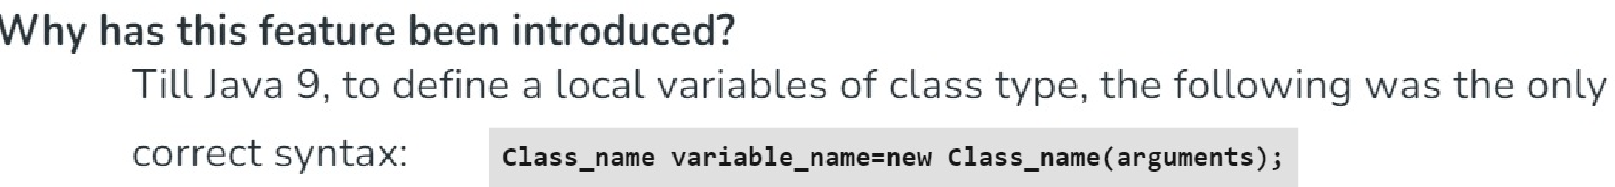 Why has this feature been introduced?
Till Java 9, to define a local variables of class type, the following was the only
correct syntax: Class_name variable_name=new Class_name(arguments);